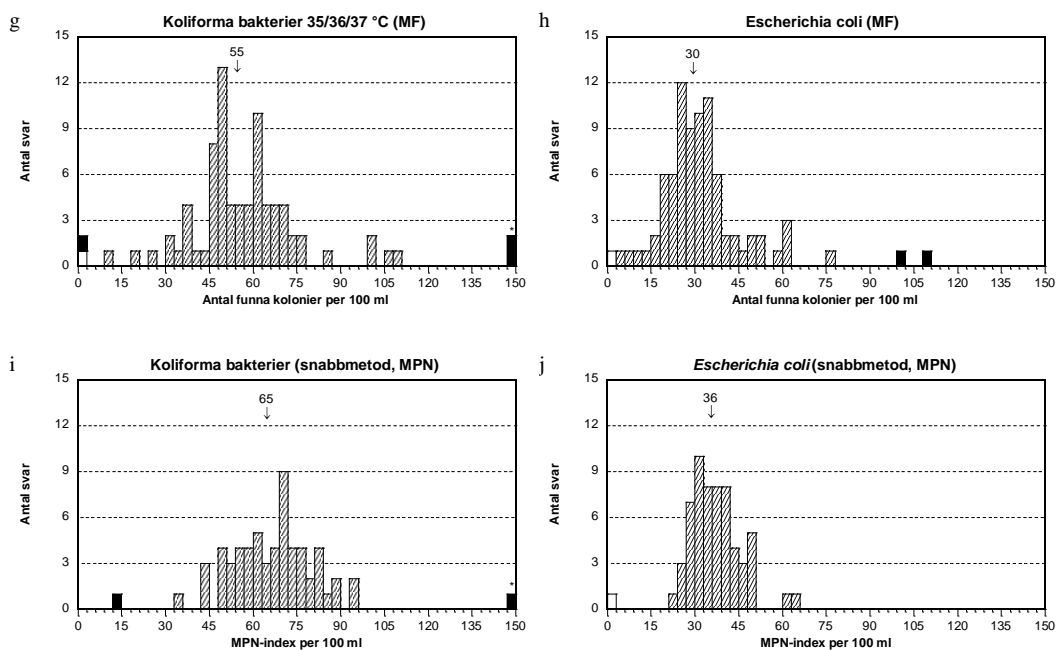 g
Koliforma bakterier 35/36/37 °C (MF)
55
↓
Antal svar
15
12
9
6
3
0
*
0 15 30 45 60 75 90 105 120 135 150
Antal funna kolonier per 100 ml
h
Escherichia coli (MF)
30
↓
Antal svar
15
12
9
6
3
0
0 15 30 45 60 75 90 105 120 135 150
Antal funna kolonier per 100 ml
i
Koliforma bakterier (snabbmetod, MPN)
65
↓
Antal svar
15
12
9
6
3
0
*
0 15 30 45 60 75 90 105 120 135 150
MPN-index per 100 ml
j
Escherichia coli (snabbmetod, MPN)
36
↓
Antal svar
15
12
9
6
3
0
0 15 30 45 60 75 90 105 120 135 150
MPN-index per 100 ml